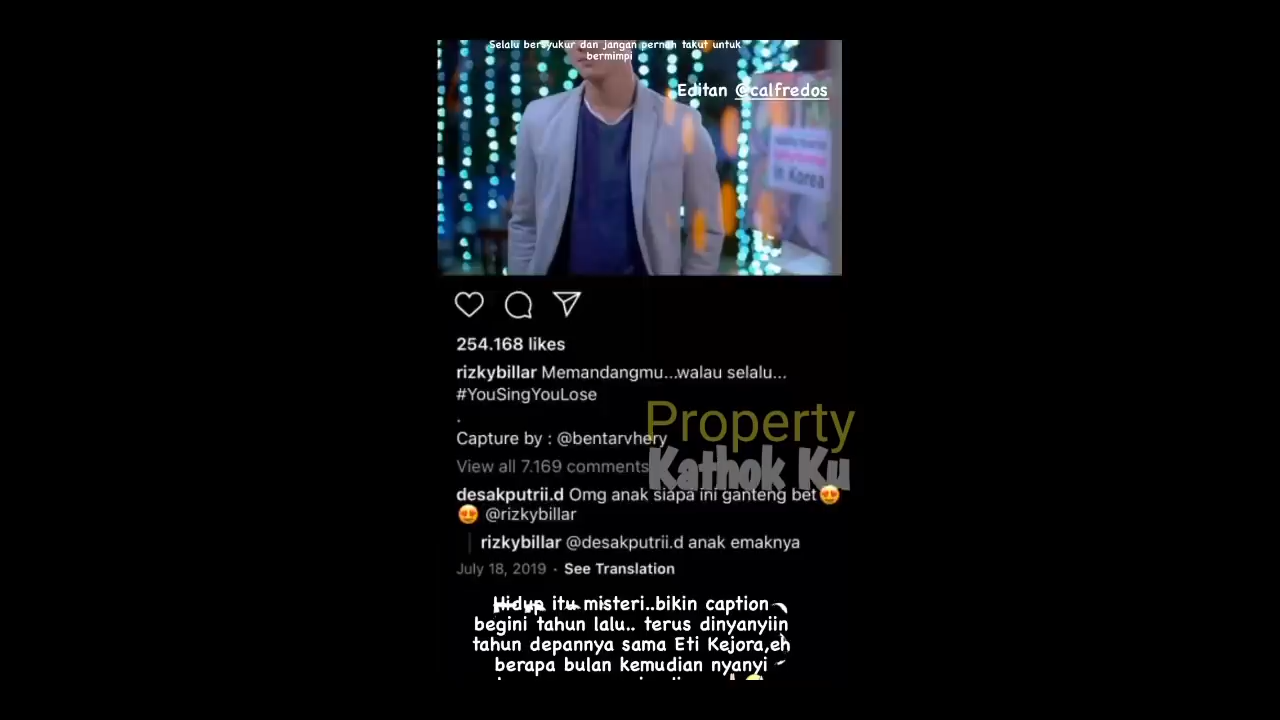 Selalu bersyukur dan jangan pernah takut untuk
bermimpi
Editan @calfredos
in Korea
254.168 likes
rizkybillar Memandangmu...walau selalu...
#YouSingYouLose
.
Capture by : @bentarvhery
View all 7.169 comments
Property
Kathok Ku
desakputrii.d Omg anak siapa ini ganteng bet😍
😍 @rizkybillar
rizkybillar @desakputrii.d anak emaknya
July 18, 2019 · See Translation
Hidup itu misteri..bikin caption
begini tahun lalu.. terus dinyanyiin
tahun depannya sama Eti Kejora,eh
berapa bulan kemudian nyanyi